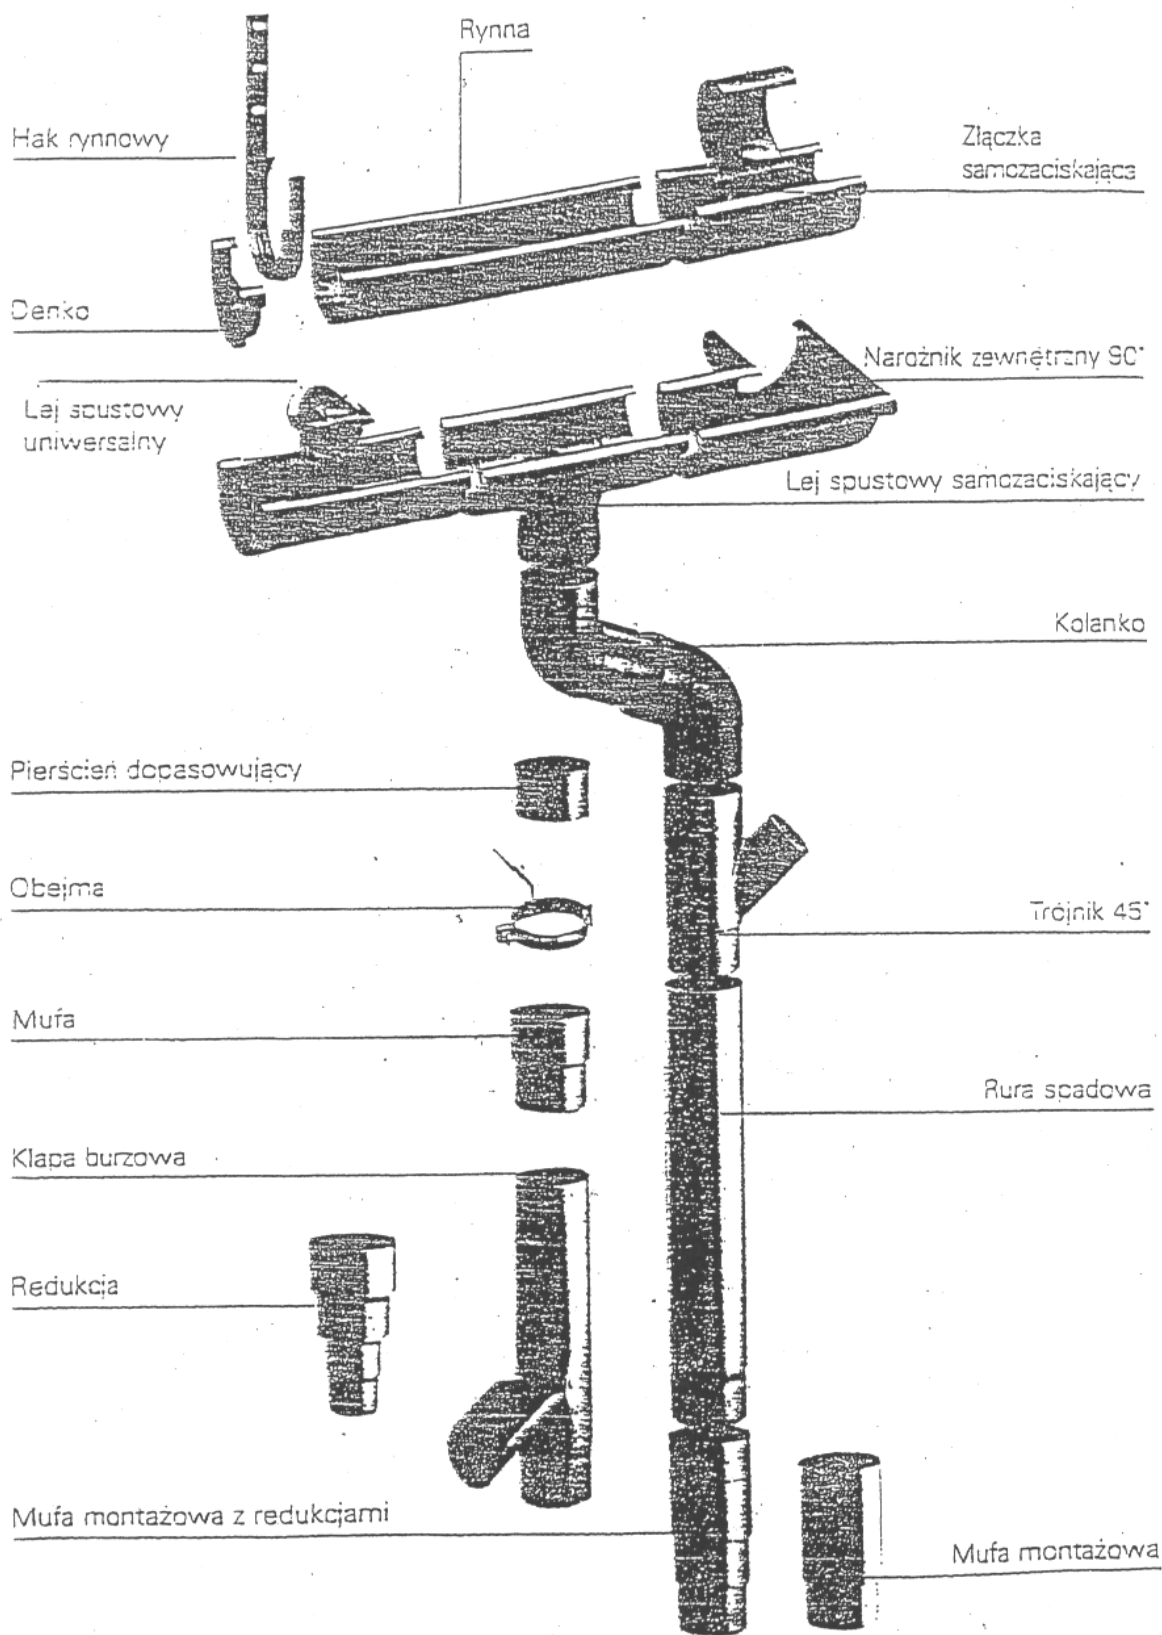 Rynna
Hak rynnowy
Złączka
samozaciskająca
Denko
Narożnik zewnętrzny 90°
Lej spustowy
uniwersalny
Lej spustowy samozaciskający
Kolanko
Pierścień dopasowujący
Obejma
Trójnik 45°
Mufa
Rura spadowa
Klapa burzowa
Redukcja
Mufa montażowa z redukcjami
Mufa montażowa